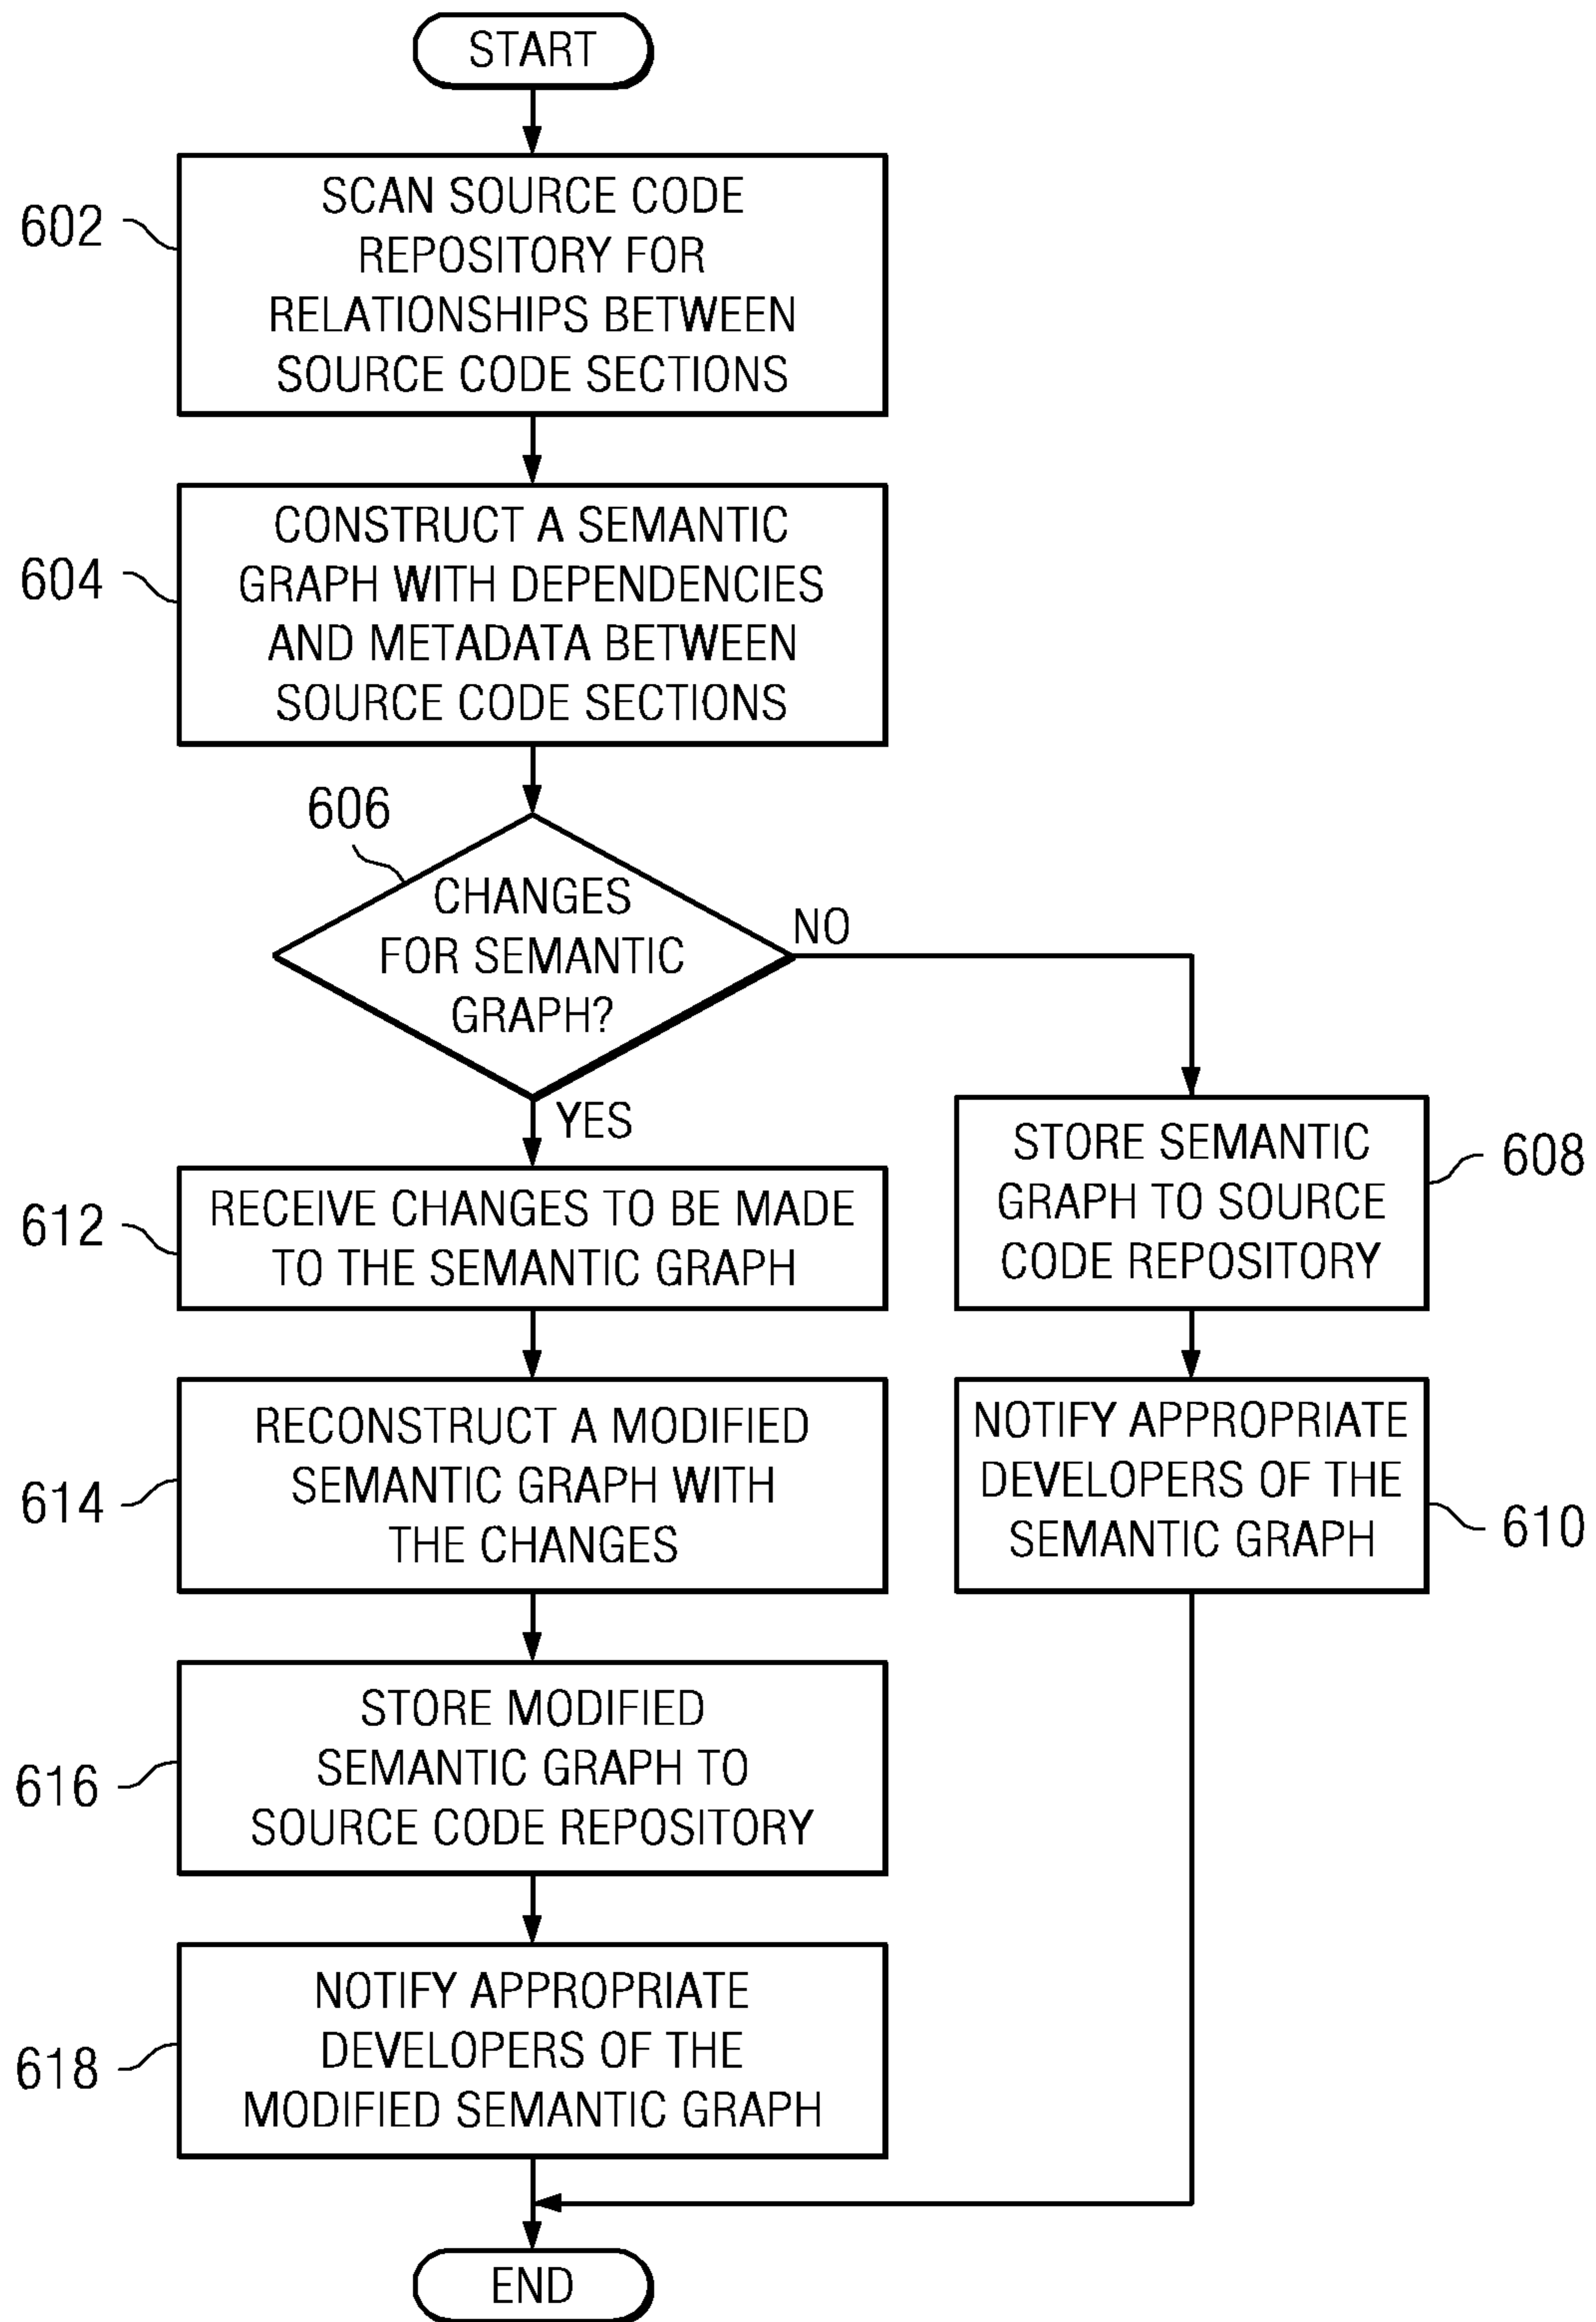 START
602
SCAN SOURCE CODE
REPOSITORY FOR
RELATIONSHIPS BETWEEN
SOURCE CODE SECTIONS
604
CONSTRUCT A SEMANTIC
GRAPH WITH DEPENDENCIES
AND METADATA BETWEEN
SOURCE CODE SECTIONS
606
CHANGES
FOR SEMANTIC
GRAPH?
NO
YES
608
STORE SEMANTIC
GRAPH TO SOURCE
CODE REPOSITORY
610
NOTIFY APPROPRIATE
DEVELOPERS OF THE
SEMANTIC GRAPH
612
RECEIVE CHANGES TO BE MADE
TO THE SEMANTIC GRAPH
614
RECONSTRUCT A MODIFIED
SEMANTIC GRAPH WITH
THE CHANGES
616
STORE MODIFIED
SEMANTIC GRAPH TO
SOURCE CODE REPOSITORY
618
NOTIFY APPROPRIATE
DEVELOPERS OF THE
MODIFIED SEMANTIC GRAPH
END